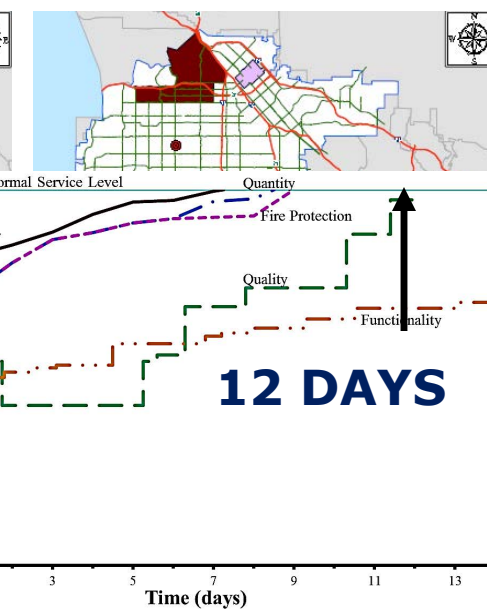 N
W
ormal Service Level
Quantity
Fire Protection
Quality
Functionality
12 DAYS
3 5 7 9 11 13
Time (days)